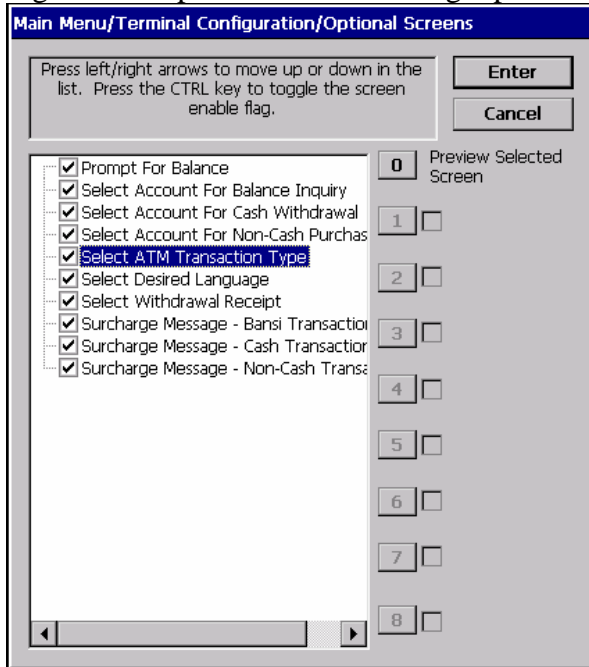 Main Menu/Terminal Configuration/Optional Screens
Press left/right arrows to move up or down in the
list. Press the CTRL key to toggle the screen
enable flag.
Enter
Cancel
Prompt For Balance
Select Account For Balance Inquiry
Select Account For Cash Withdrawal
Select Account For Non-Cash Purchas
Select ATM Transaction Type
Select Desired Language
Select Withdrawal Receipt
Surcharge Message - Bansi Transaction
Surcharge Message - Cash Transaction
Surcharge Message - Non-Cash Transa
0 Preview Selected
Screen
1
2
3
4
5
6
7
8